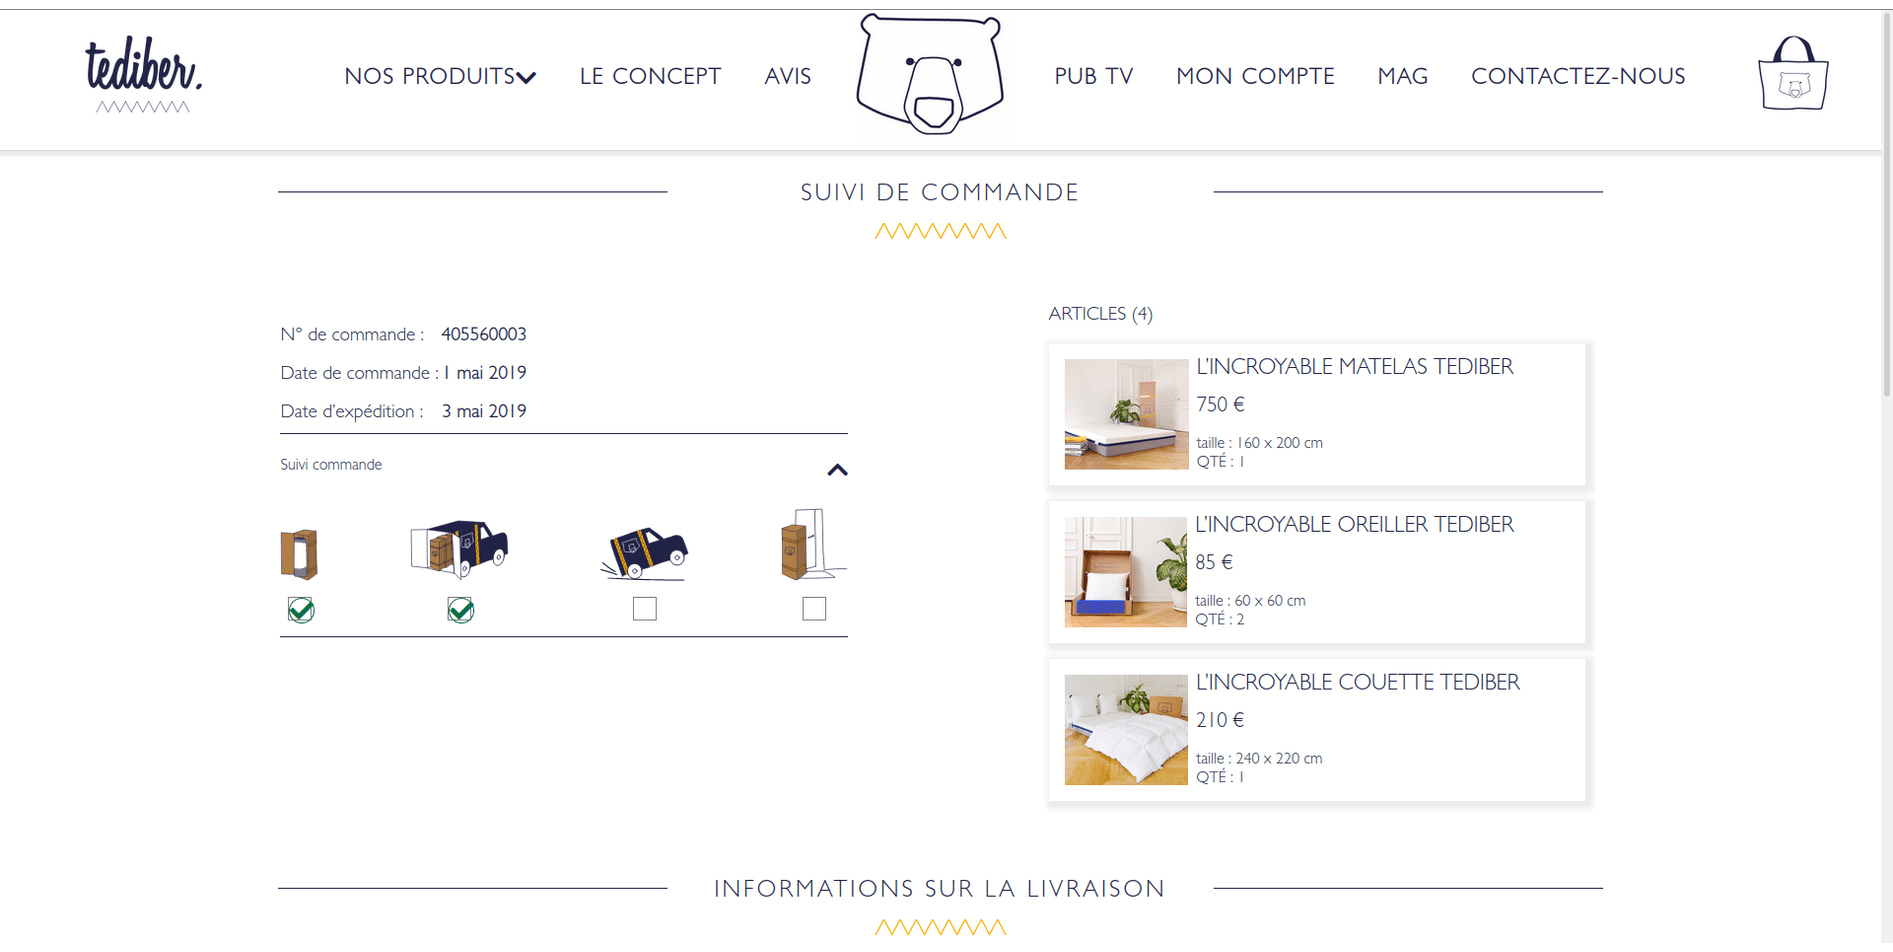 tediber.
NOS PRODUITS
LE CONCEPT
AVIS
PUB TV
MON COMPTE
MAG
CONTACTEZ-NOUS
SUIVI DE COMMANDE
N° de commande : 405560003
Date de commande : 1 mai 2019
Date d'expédition : 3 mai 2019
Suivi commande
ARTICLES (4)
L'INCROYABLE MATELAS TEDIBER
750 €
taille : 160 x 200 cm
QTÉ : 1
L'INCROYABLE OREILLER TEDIBER
85 €
taille : 60 x 60 cm
QTÉ : 2
L'INCROYABLE COUETTE TEDIBER
210 €
taille : 240 x 220 cm
QTÉ : 1
INFORMATIONS SUR LA LIVRAISON